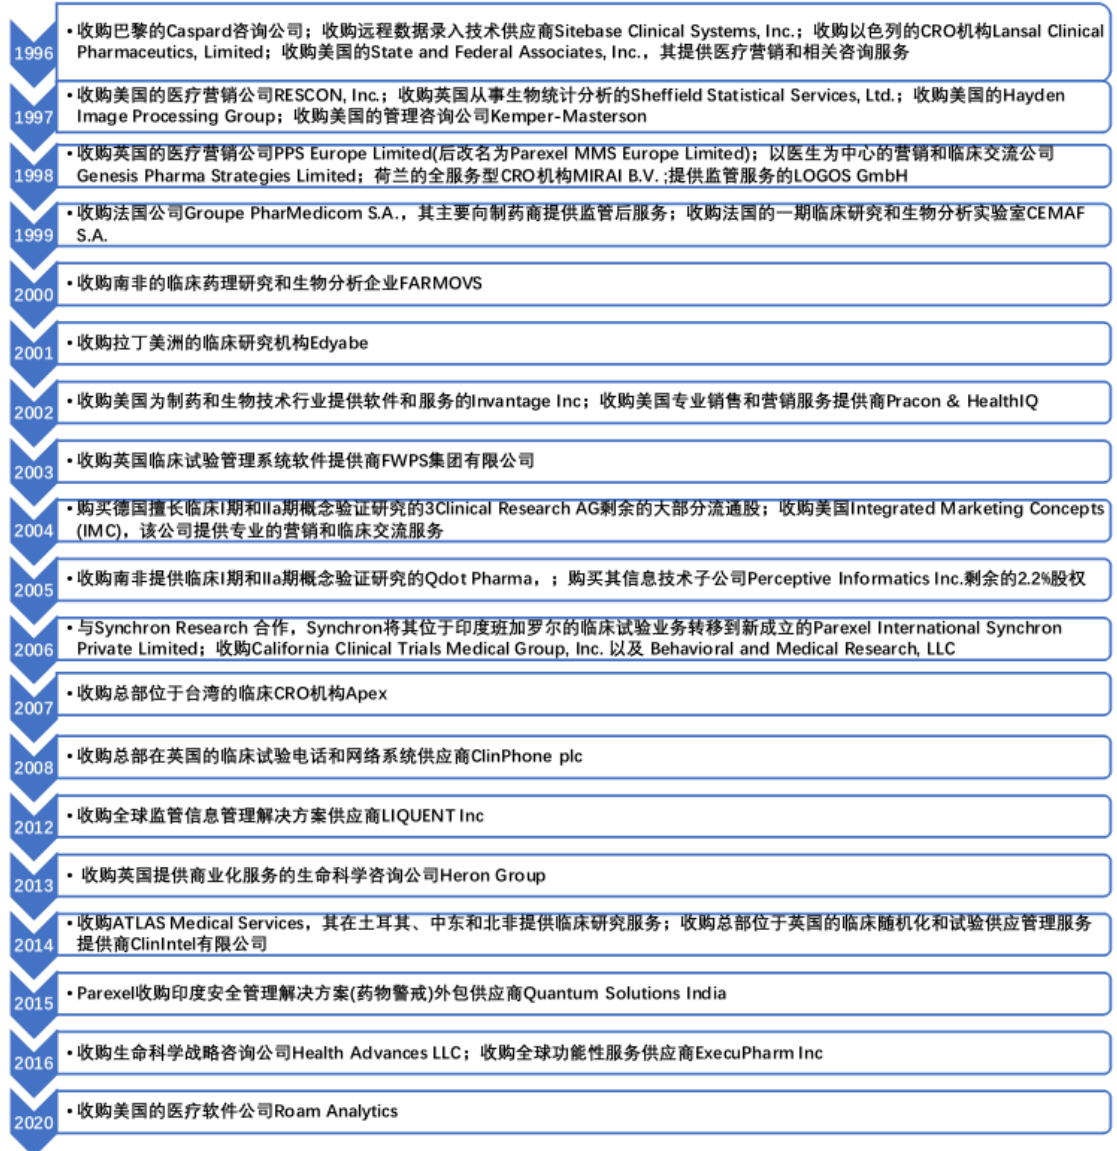 1996
• 收购巴黎的Caspard咨询公司；收购远程数据录入技术供应商Sitebase Clinical Systems, Inc.；收购以色列的CRO机构Lansal Clinical
Pharmaceutics, Limited；收购美国的State and Federal Associates, Inc.，其提供医疗营销和相关咨询服务
1997
• 收购美国的医疗营销公司RESCON, Inc.；收购英国从事生物统计分析的Sheffield Statistical Services, Ltd.；收购美国的Hayden
Image Processing Group；收购美国的管理咨询公司Kemper-Masterson
1998
• 收购英国的医疗营销公司PPS Europe Limited(后改名为Parexel MMS Europe Limited)；以医生为中心的营销和临床交流公司
Genesis Pharma Strategies Limited；荷兰的全服务型CRO机构MIRAI B.V. ;提供监管服务的LOGOS GmbH
1999
• 收购法国公司Groupe PharMedicom S.A.，其主要向制药商提供监管后服务；收购法国的一期临床研究和生物分析实验室CEMAF
S.A.
2000
• 收购南非的临床药理研究和生物分析企业FARMOVS
2001
• 收购拉丁美洲的临床研究机构Edyabe
2002
• 收购美国为制药和生物技术行业提供软件和服务的Invantage Inc；收购美国专业销售和营销服务提供商Pracon & HealthIQ
2003
• 收购英国临床试验管理系统软件提供商FWPS集团有限公司
2004
• 购买德国擅长临床I期和IIa期概念验证研究的3Clinical Research AG剩余的大部分流通股；收购美国Integrated Marketing Concepts
(IMC)，该公司提供专业的营销和临床交流服务
2005
• 收购南非提供临床I期和IIa期概念验证研究的Qdot Pharma，；购买其信息技术子公司Perceptive Informatics Inc.剩余的2.2%股权
2006
• 与Synchron Research 合作，Synchron将其位于印度班加罗尔的临床试验业务转移到新成立的Parexel International Synchron
Private Limited；收购California Clinical Trials Medical Group, Inc. 以及 Behavioral and Medical Research, LLC
2007
• 收购总部位于台湾的临床CRO机构Apex
2008
• 收购总部在英国的临床试验电话和网络系统供应商ClinPhone plc
2012
• 收购全球监管信息管理解决方案供应商LIQUENT Inc
2013
• 收购英国提供商业化服务的生命科学咨询公司Heron Group
2014
• 收购ATLAS Medical Services，其在土耳其、中东和北非提供临床研究服务；收购总部位于英国的临床随机化和试验供应管理服务
提供商ClinIntel有限公司
2015
• Parexel收购印度安全管理解决方案(药物警戒)外包供应商Quantum Solutions India
2016
• 收购生命科学战略咨询公司Health Advances LLC；收购全球功能性服务供应商ExecuPharm Inc
2020
• 收购美国的医疗软件公司Roam Analytics